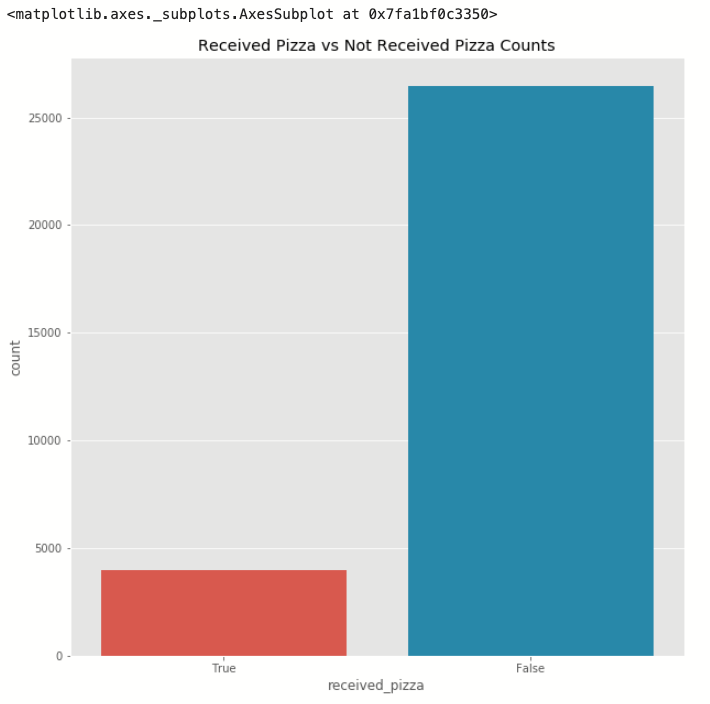 <matplotlib.axes._subplots.AxesSubplot at 0x7fa1bf0c3350>
Received Pizza vs Not Received Pizza Counts
25000
20000
15000
10000
5000
0
count
True False
received_pizza